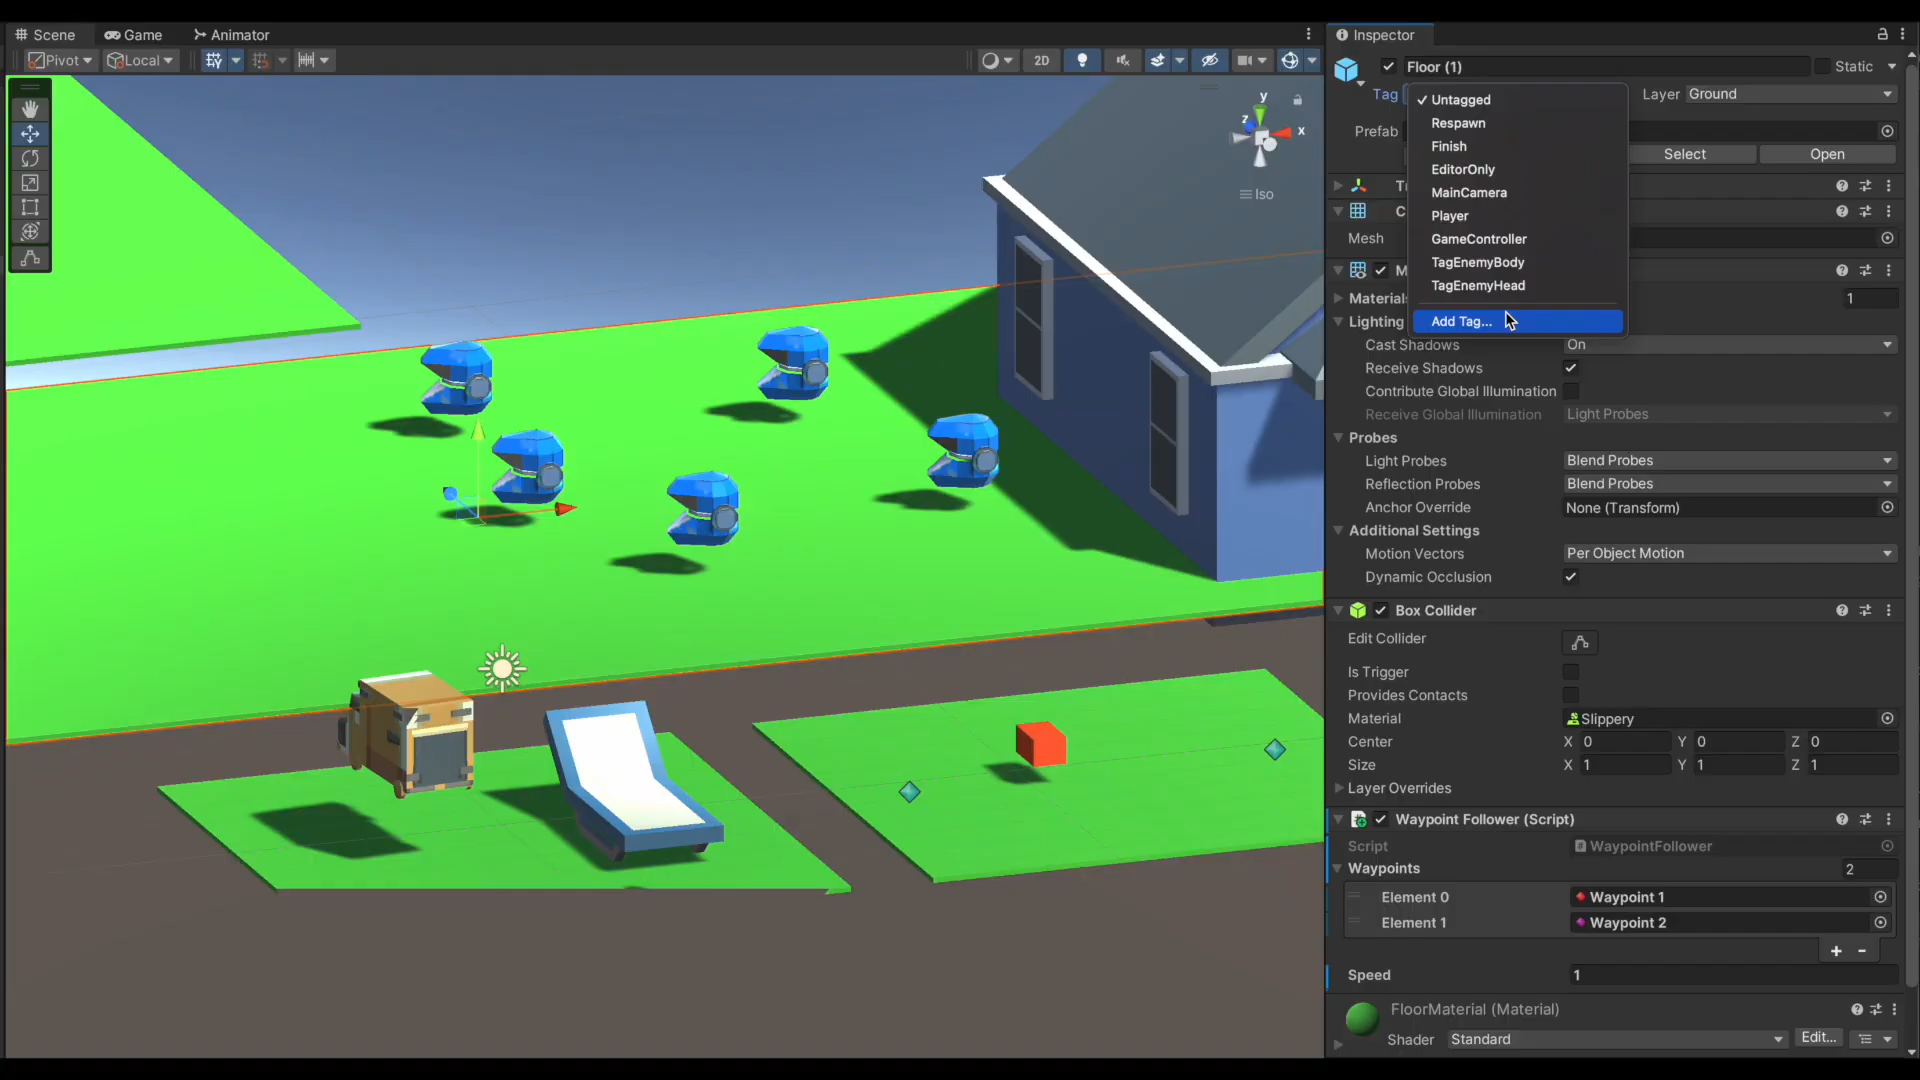 Scene Game Animator
Pivot Local 2D
y
z x
Iso
Inspector
Floor (1) Static
Tag Layer Ground
Untagged
Respawn
Finish
EditorOnly
MainCamera
Player
GameController
TagEnemyBody
TagEnemyHead
Add Tag...
Prefab
Select Open
Mesh
Materials 1
Lighting
Cast Shadows On
Receive Shadows
Contribute Global Illumination
Receive Global Illumination Light Probes
Probes
Light Probes Blend Probes
Reflection Probes Blend Probes
Anchor Override None (Transform)
Additional Settings
Motion Vectors Per Object Motion
Dynamic Occlusion
Box Collider
Edit Collider
Is Trigger
Provides Contacts
Material Slippery
Center X 0 Y 0 Z 0
Size X 1 Y 1 Z 1
Layer Overrides
Waypoint Follower (Script)
Script WaypointFollower
Waypoints 2
Element 0 Waypoint 1
Element 1 Waypoint 2
+ -
Speed 1
FloorMaterial (Material)
Shader Standard Edit...